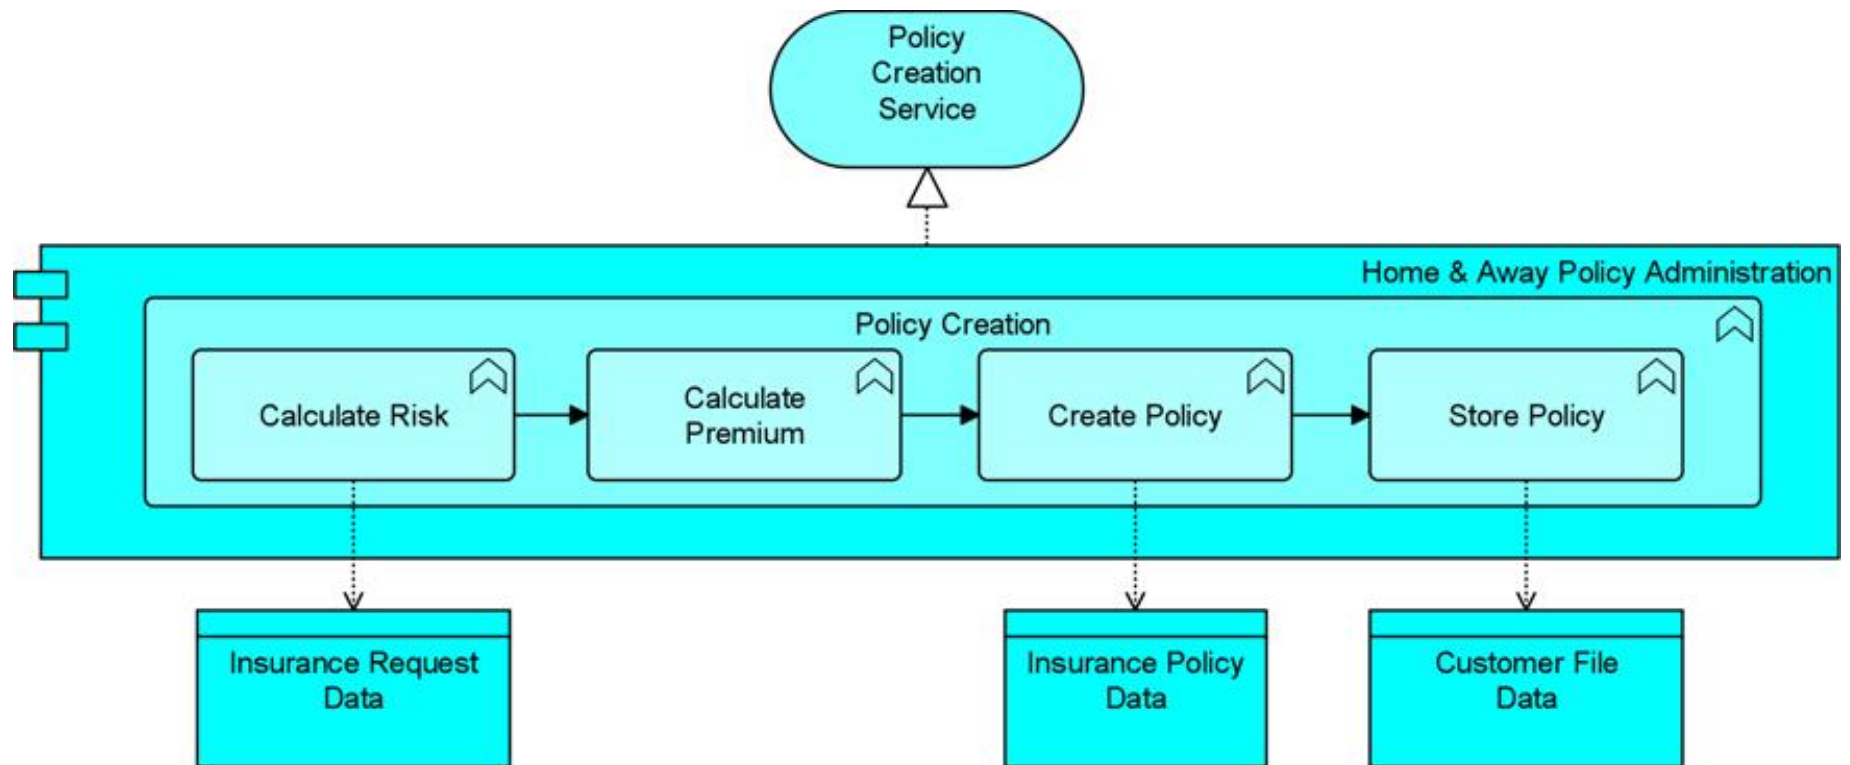 Policy
Creation
Service
Home & Away Policy Administration
Policy Creation
Calculate Risk
Calculate
Premium
Create Policy
Store Policy
Insurance Request
Data
Insurance Policy
Data
Customer File
Data